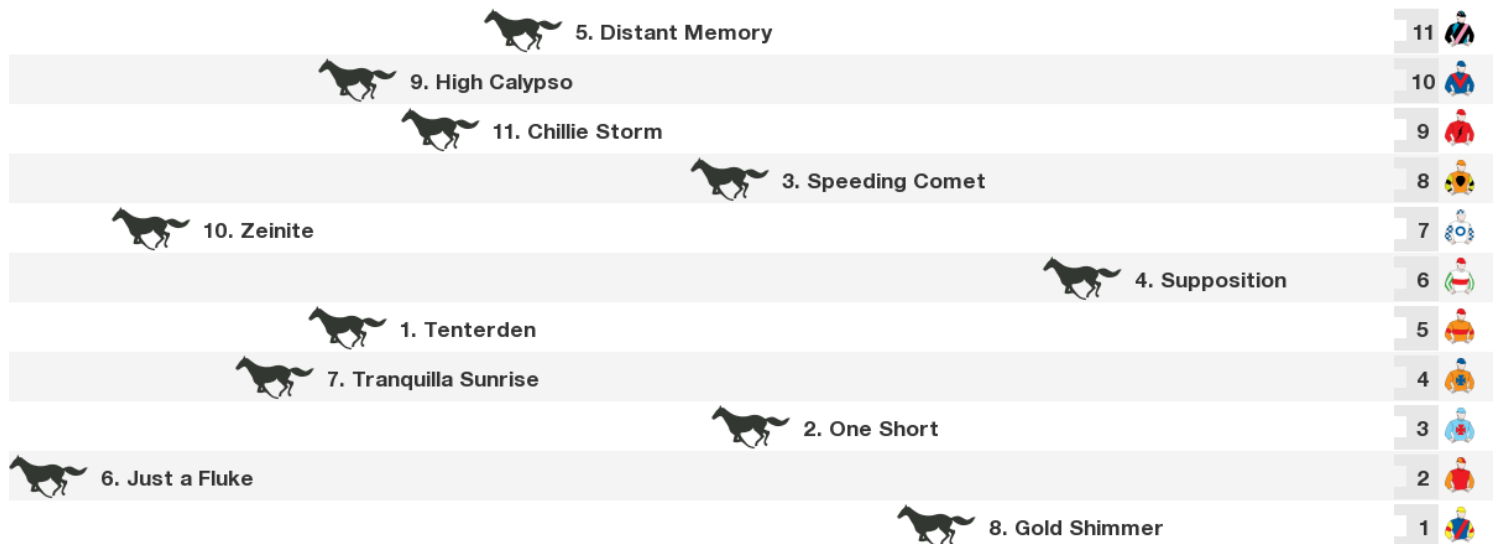 5. Distant Memory 11
9. High Calypso 10
11. Chillie Storm 9
3. Speeding Comet 8
10. Zeinite 7
4. Supposition 6
1. Tenterden 5
7. Tranquilla Sunrise 4
2. One Short 3
6. Just a Fluke 2
8. Gold Shimmer 1